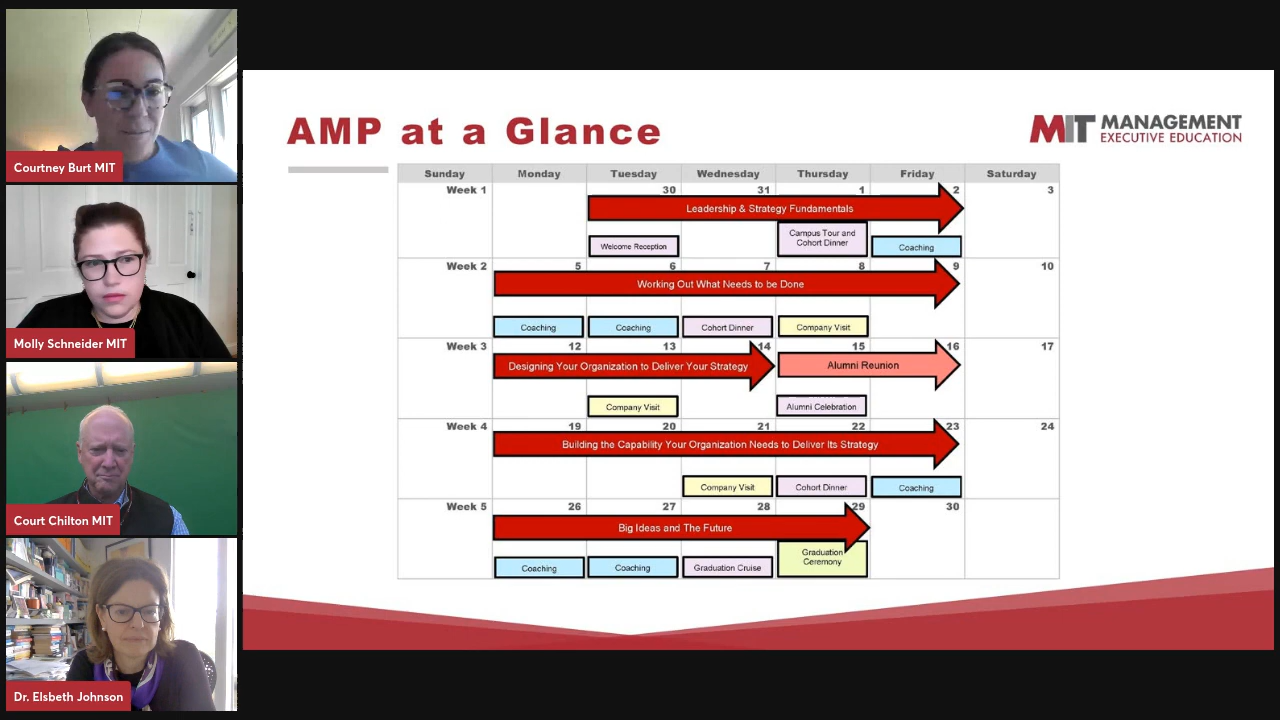 Courtney Burt MIT
Molly Schneider MIT
Court Chilton MIT
Dr. Elsbeth Johnson
AMP at a Glance
MIT MANAGEMENT
EXECUTIVE EDUCATION
Sunday Monday Tuesday Wednesday Thursday Friday Saturday
Week 1 30 31 1 2 3
Leadership & Strategy Fundamentals
Welcome Reception
Campus Tour and
Cohort Dinner
Coaching
Week 2 5 6 7 8 9 10
Working Out What Needs to be Done
Coaching Coaching Cohort Dinner Company Visit
Week 3 12 13 14 15 16 17
Designing Your Organization to Deliver Your Strategy Alumni Reunion
Company Visit Alumni Celebration
Week 4 19 20 21 22 23 24
Building the Capability Your Organization Needs to Deliver Its Strategy
Company Visit Cohort Dinner Coaching
Week 5 26 27 28 29 30
Big Ideas and The Future
Coaching Coaching Graduation Cruise
Graduation
Ceremony